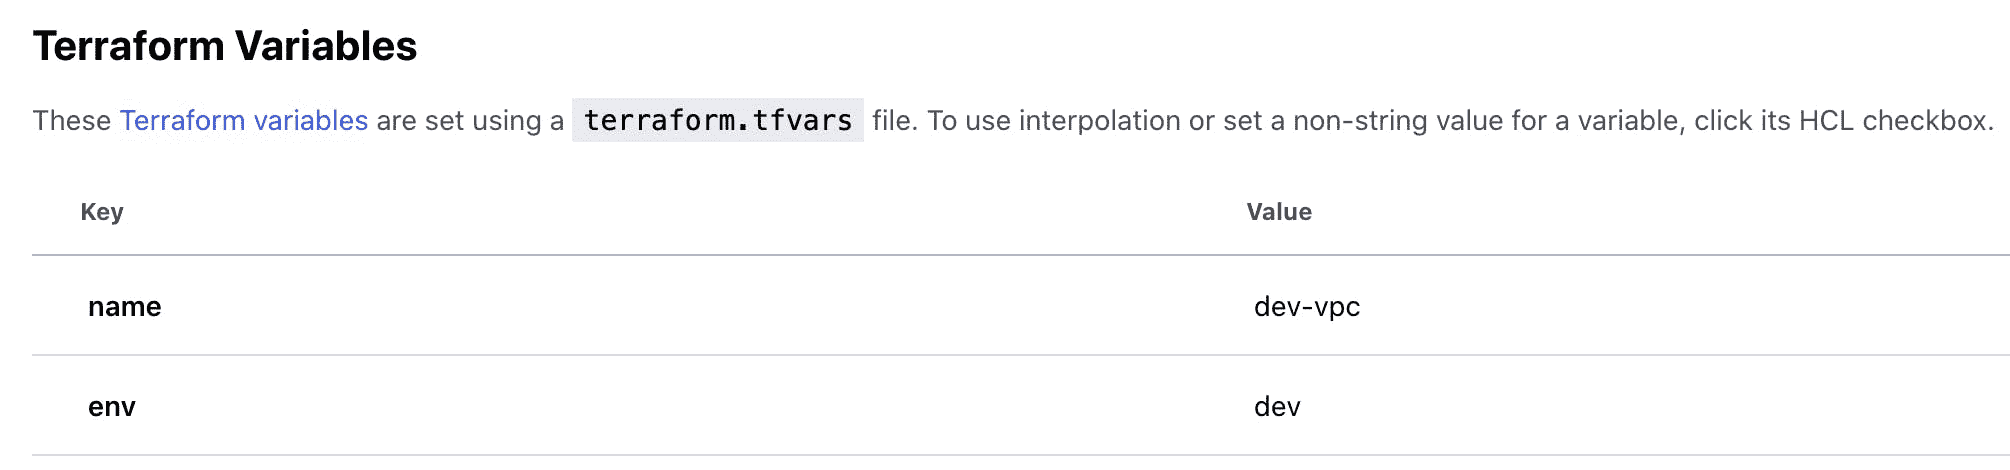 Terraform Variables
These Terraform variables are set using a terraform.tfvars file. To use interpolation or set a non-string value for a variable, click its HCL checkbox.
Key Value
name dev-vpc
env dev